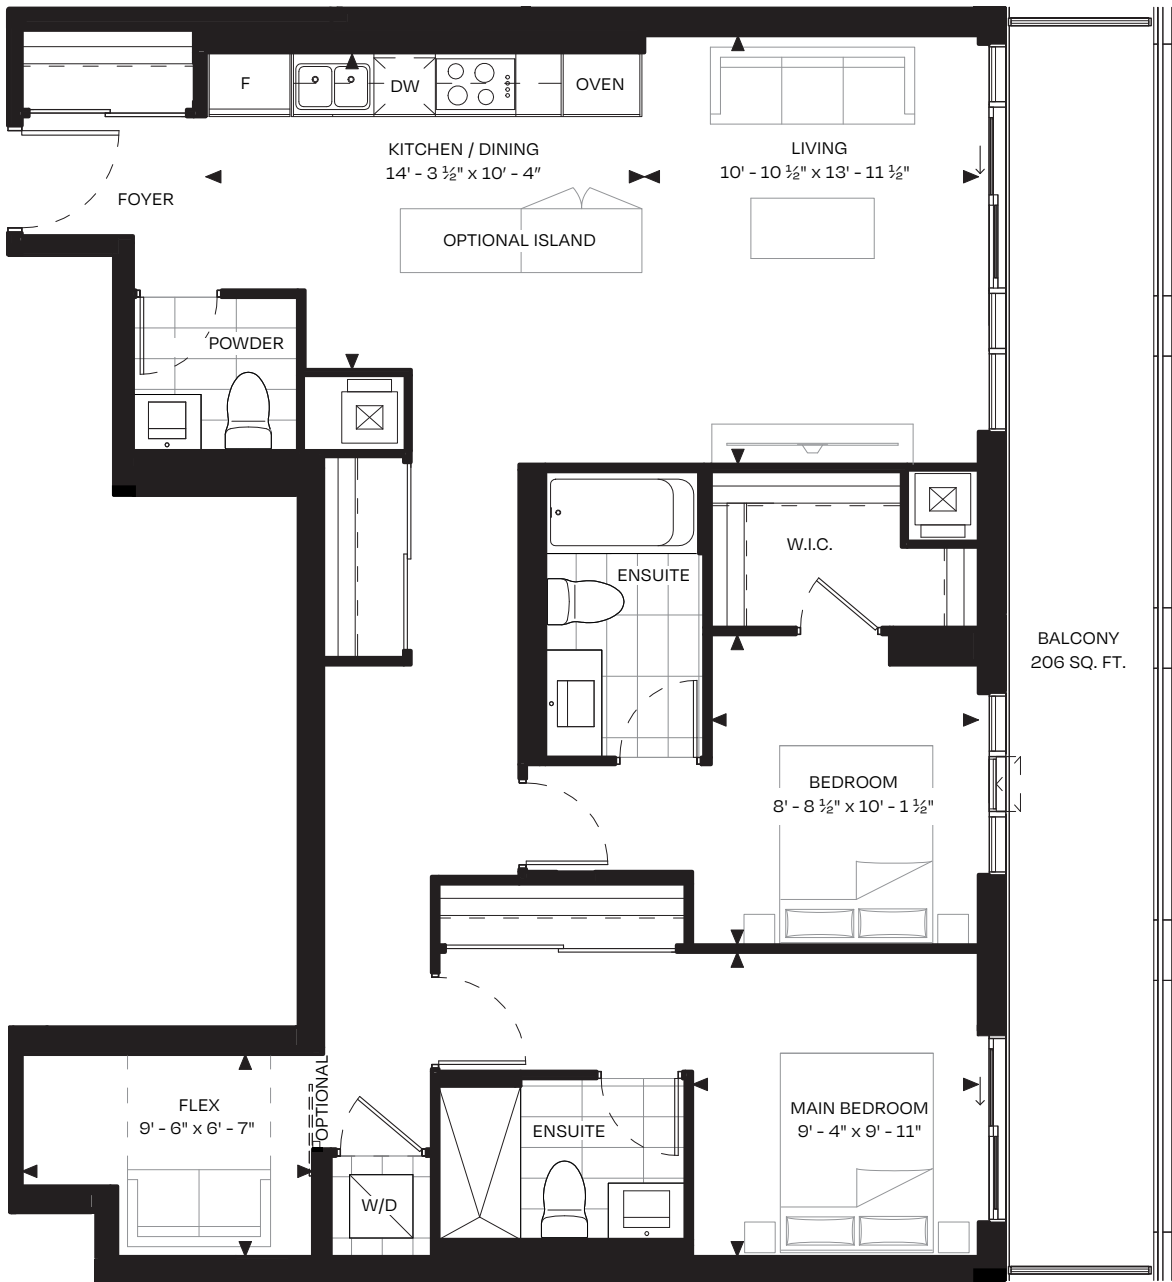 F
DW
OVEN
KITCHEN / DINING
14' - 3 ½" x 10' - 4"
LIVING
10' - 10 ½" x 13' - 11 ½"
FOYER
OPTIONAL ISLAND
POWDER
W.I.C.
ENSUITE
BALCONY
206 SQ. FT.
BEDROOM
8' - 8 ½" x 10' - 1 ½"
OPTIONAL
FLEX
9' - 6" x 6' - 7"
ENSUITE
MAIN BEDROOM
9' - 4" x 9' - 11"
W/D